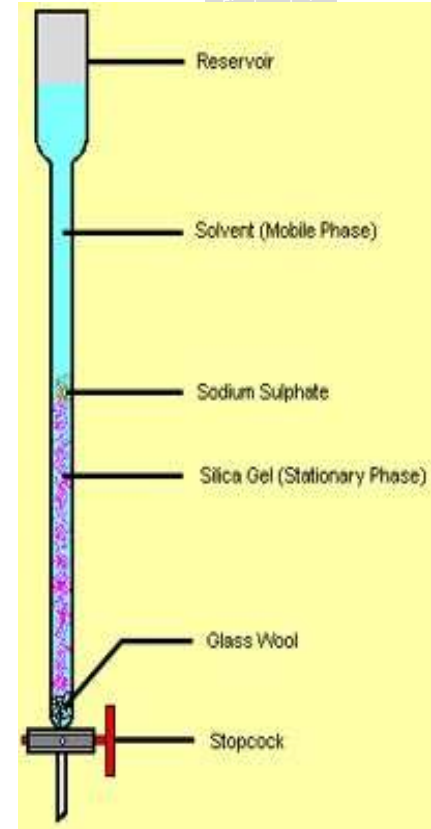 Reservoir
Solvent (Mobile Phase)
Sodium Sulphate
Silica Gel (Stationary Phase)
Glass Wool
Stopcock